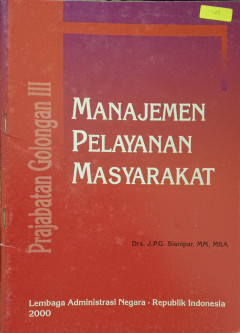 Prajabatan Golongan III
MANAJEMEN
PELAYANAN
MASYARAKAT
Drs. J.P.G. Sianipar, MM, MBA
Lembaga Administrasi Negara - Republik Indonesia
2000